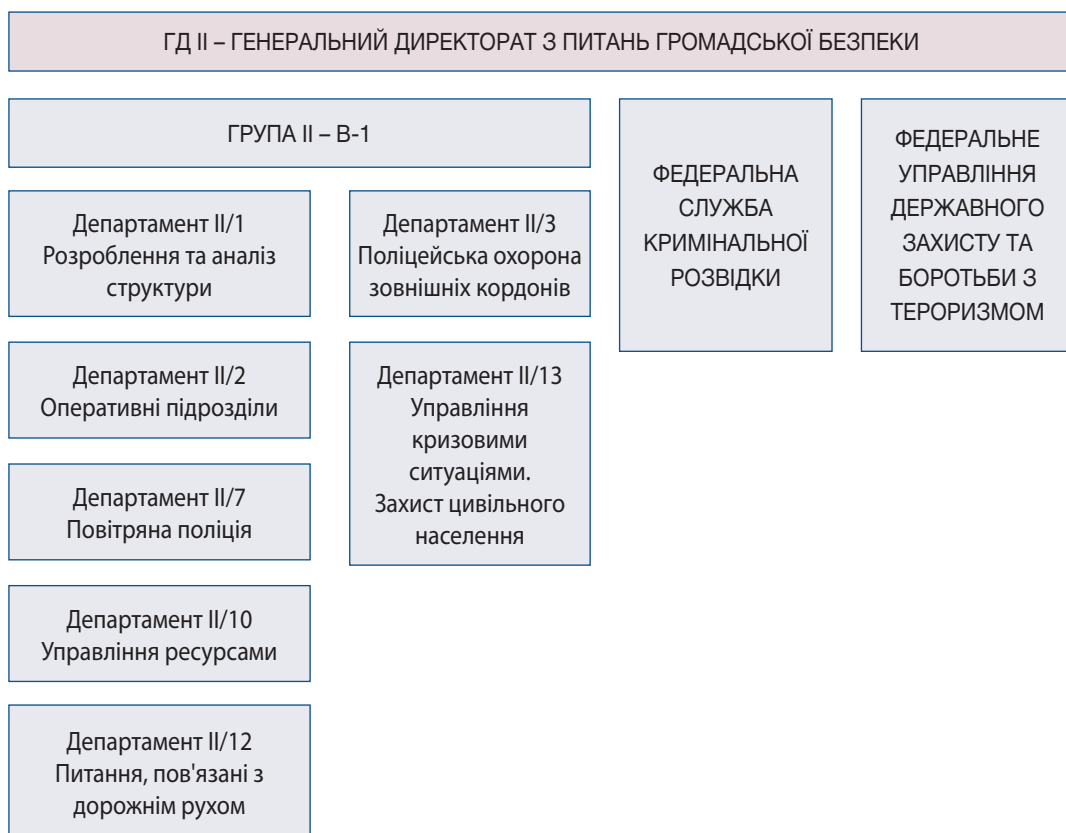 ГД II – ГЕНЕРАЛЬНИЙ ДИРЕКТОРАТ З ПИТАНЬ ГРОМАДСЬКОЇ БЕЗПЕКИ
ГРУПА II – В-1
Департамент II/1
Розроблення та аналіз
структури
Департамент II/2
Оперативні підрозділи
Департамент II/7
Повітряна поліція
Департамент II/10
Управління ресурсами
Департамент II/12
Питання, пов'язані з
дорожнім рухом
Департамент II/3
Поліцейська охорона
зовнішніх кордонів
Департамент II/13
Управління
кризовими
ситуаціями.
Захист цивільного
населення
ФЕДЕРАЛЬНА
СЛУЖБА
КРИМІНАЛЬНОЇ
РОЗВІДКИ
ФЕДЕРАЛЬНЕ
УПРАВЛІННЯ
ДЕРЖАВНОГО
ЗАХИСТУ ТА
БОРОТЬБИ З
ТЕРОРИЗМОМ